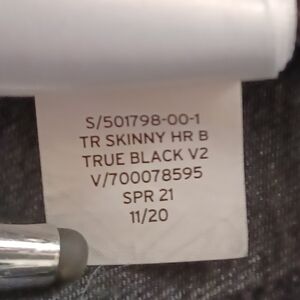 S/501798-00-1
TR SKINNY HR B
TRUE BLACK V2
V/700078595
SPR 21
11/20